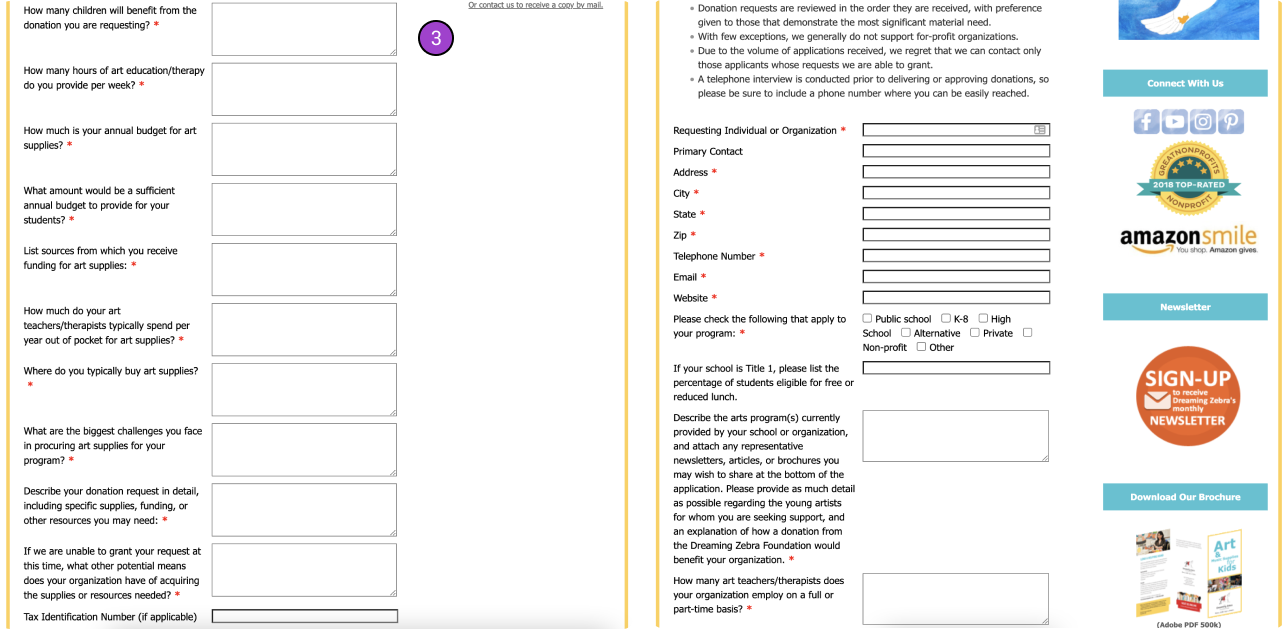 How many children will benefit from the
donation you are requesting? *
How many hours of art education/therapy
do you provide per week? *
How much is your annual budget for art
supplies? *
What amount would be a sufficient
annual budget to provide for your
students? *
List sources from which you receive
funding for art supplies: *
How much do your art
teachers/therapists typically spend per
year out of pocket for art supplies? *
Where do you typically buy art supplies?
*
What are the biggest challenges you face
in procuring art supplies for your
program? *
Describe your donation request in detail,
including specific supplies, funding, or
other resources you may need: *
If we are unable to grant your request at
this time, what other potential means
does your organization have of acquiring
the supplies or resources needed? *
Tax Identification Number (if applicable)
Or contact us to receive a copy by mail.
3
• Donation requests are reviewed in the order they are received, with preference
given to those that demonstrate the most significant material need.
• With few exceptions, we generally do not support for-profit organizations.
• Due to the volume of applications received, we regret that we can contact only
those applicants whose requests we are able to grant.
• A telephone interview is conducted prior to delivering or approving donations, so
please be sure to include a phone number where you can be easily reached.
Requesting Individual or Organization *
Primary Contact
Address *
City *
State *
Zip *
Telephone Number *
Email *
Website *
Please check the following that apply to
your program: *
Public school K-8 High
School Alternative Private
Non-profit Other
If your school is Title 1, please list the
percentage of students eligible for free or
reduced lunch.
Describe the arts program(s) currently
provided by your school or organization,
and attach any representative
newsletters, articles, or brochures you
may wish to share at the bottom of the
application. Please provide as much detail
as possible regarding the young artists
for whom you are seeking support, and
an explanation of how a donation from
the Dreaming Zebra Foundation would
benefit your organization. *
How many art teachers/therapists does
your organization employ on a full or
part-time basis? *
Connect With Us
GREATNONPROFITS
2018 TOP-RATED
NONPROFIT
amazonsmile
You shop. Amazon gives.
Newsletter
SIGN-UP
to receive
Dreaming Zebra's
monthly
NEWSLETTER
Download Our Brochure
Art
for
Kids
(Adobe PDF 500k)